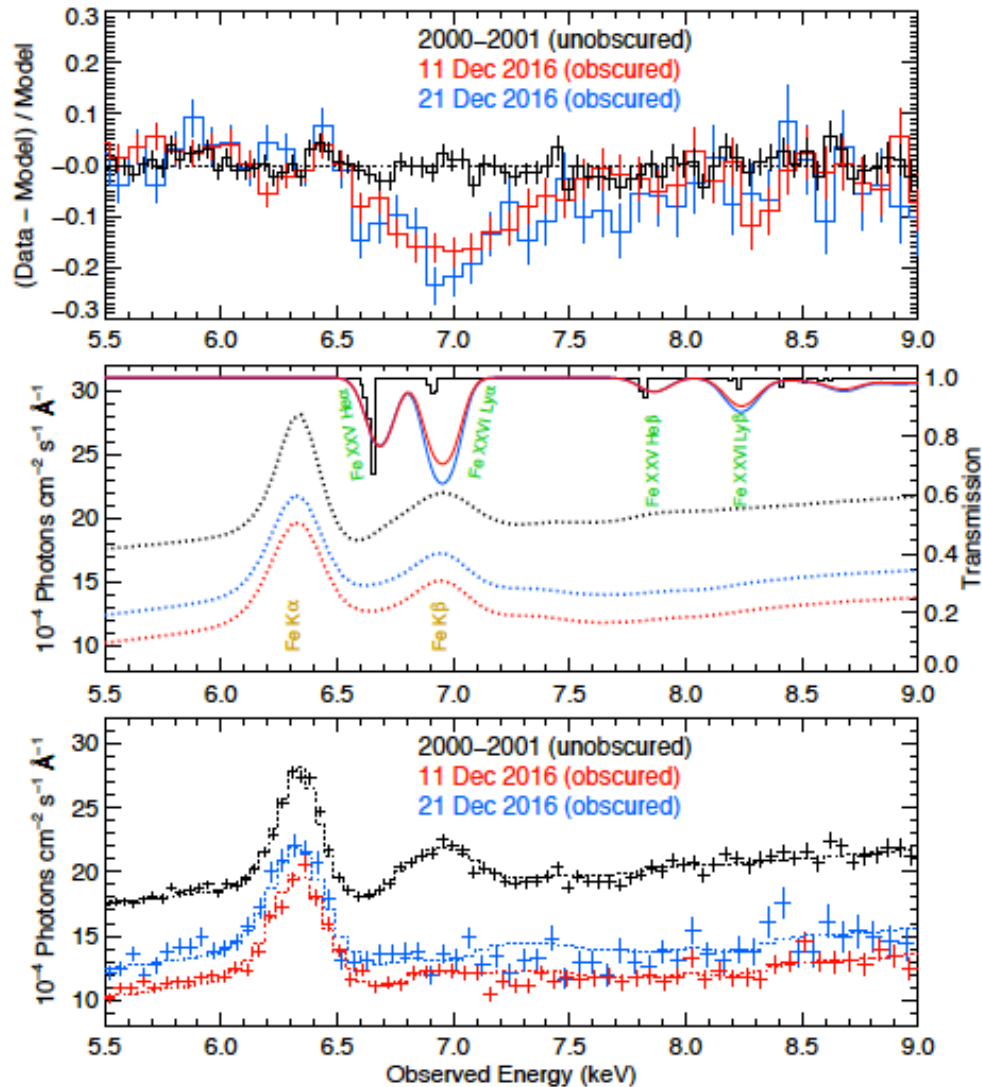 (Data − Model) / Model
0.3
0.2
0.1
−0.0
−0.1
−0.2
−0.3
2000−2001 (unobscured)
11 Dec 2016 (obscured)
21 Dec 2016 (obscured)
5.5 6.0 6.5 7.0 7.5 8.0 8.5 9.0
10⁻⁴ Photons cm⁻² s⁻¹ Å⁻¹
30
25
20
15
10
Fe XXV Heα
Fe XXVI Lyα
Fe XXV Heβ
Fe XXVI Lyβ
Fe Kα
Fe Kβ
1.0
0.8
0.6
0.4
0.2
0.0
Transmission
5.5 6.0 6.5 7.0 7.5 8.0 8.5 9.0
10⁻⁴ Photons cm⁻² s⁻¹ Å⁻¹
30
25
20
15
10
2000−2001 (unobscured)
11 Dec 2016 (obscured)
21 Dec 2016 (obscured)
5.5 6.0 6.5 7.0 7.5 8.0 8.5 9.0
Observed Energy (keV)